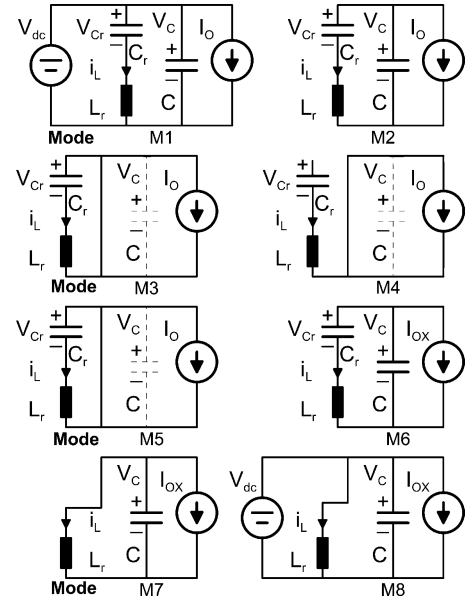 V_dc V_Cr + − C_r i_L L_r V_C + − C I_O
Mode M1
V_Cr + − C_r i_L L_r V_C + − C I_O
M2
V_Cr + − C_r i_L L_r V_C + − C I_O
Mode M3
V_Cr + − C_r i_L L_r V_C + − C I_O
M4
V_Cr + − C_r i_L L_r V_C + − C I_O
Mode M5
V_Cr + − C_r i_L L_r V_C + − C I_OX
M6
i_L L_r V_C + − C I_OX
Mode M7
V_dc i_L L_r V_C + − C I_OX
M8